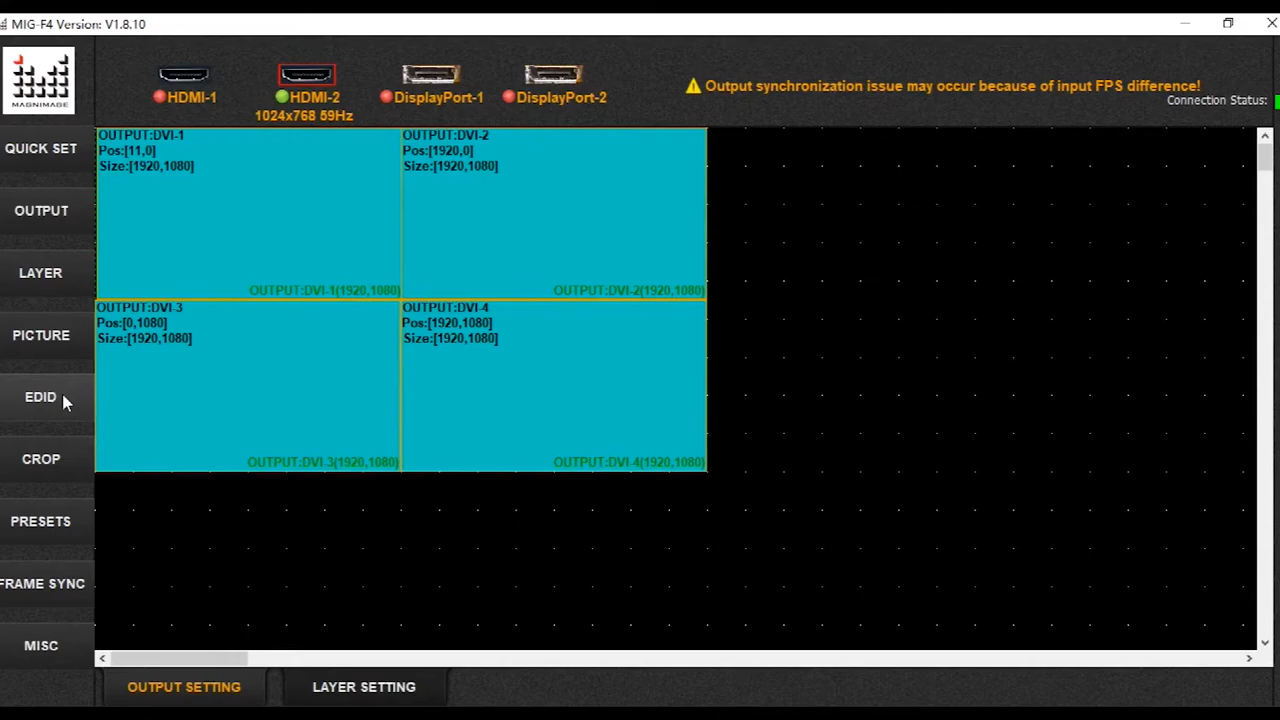 MIG-F4 Version: V1.8.10
MAGNIMAGE
HDMI-1
HDMI-2
1024x768 59Hz
DisplayPort-1
DisplayPort-2
Output synchronization issue may occur because of input FPS difference!
Connection Status:
QUICK SET
OUTPUT
LAYER
PICTURE
EDID
CROP
PRESETS
FRAME SYNC
MISC
OUTPUT:DVI-1
Pos:[11,0]
Size:[1920,1080]
OUTPUT:DVI-1(1920,1080)
OUTPUT:DVI-2
Pos:[1920,0]
Size:[1920,1080]
OUTPUT:DVI-2(1920,1080)
OUTPUT:DVI-3
Pos:[0,1080]
Size:[1920,1080]
OUTPUT:DVI-3(1920,1080)
OUTPUT:DVI-4
Pos:[1920,1080]
Size:[1920,1080]
OUTPUT:DVI-4(1920,1080)
OUTPUT SETTING
LAYER SETTING